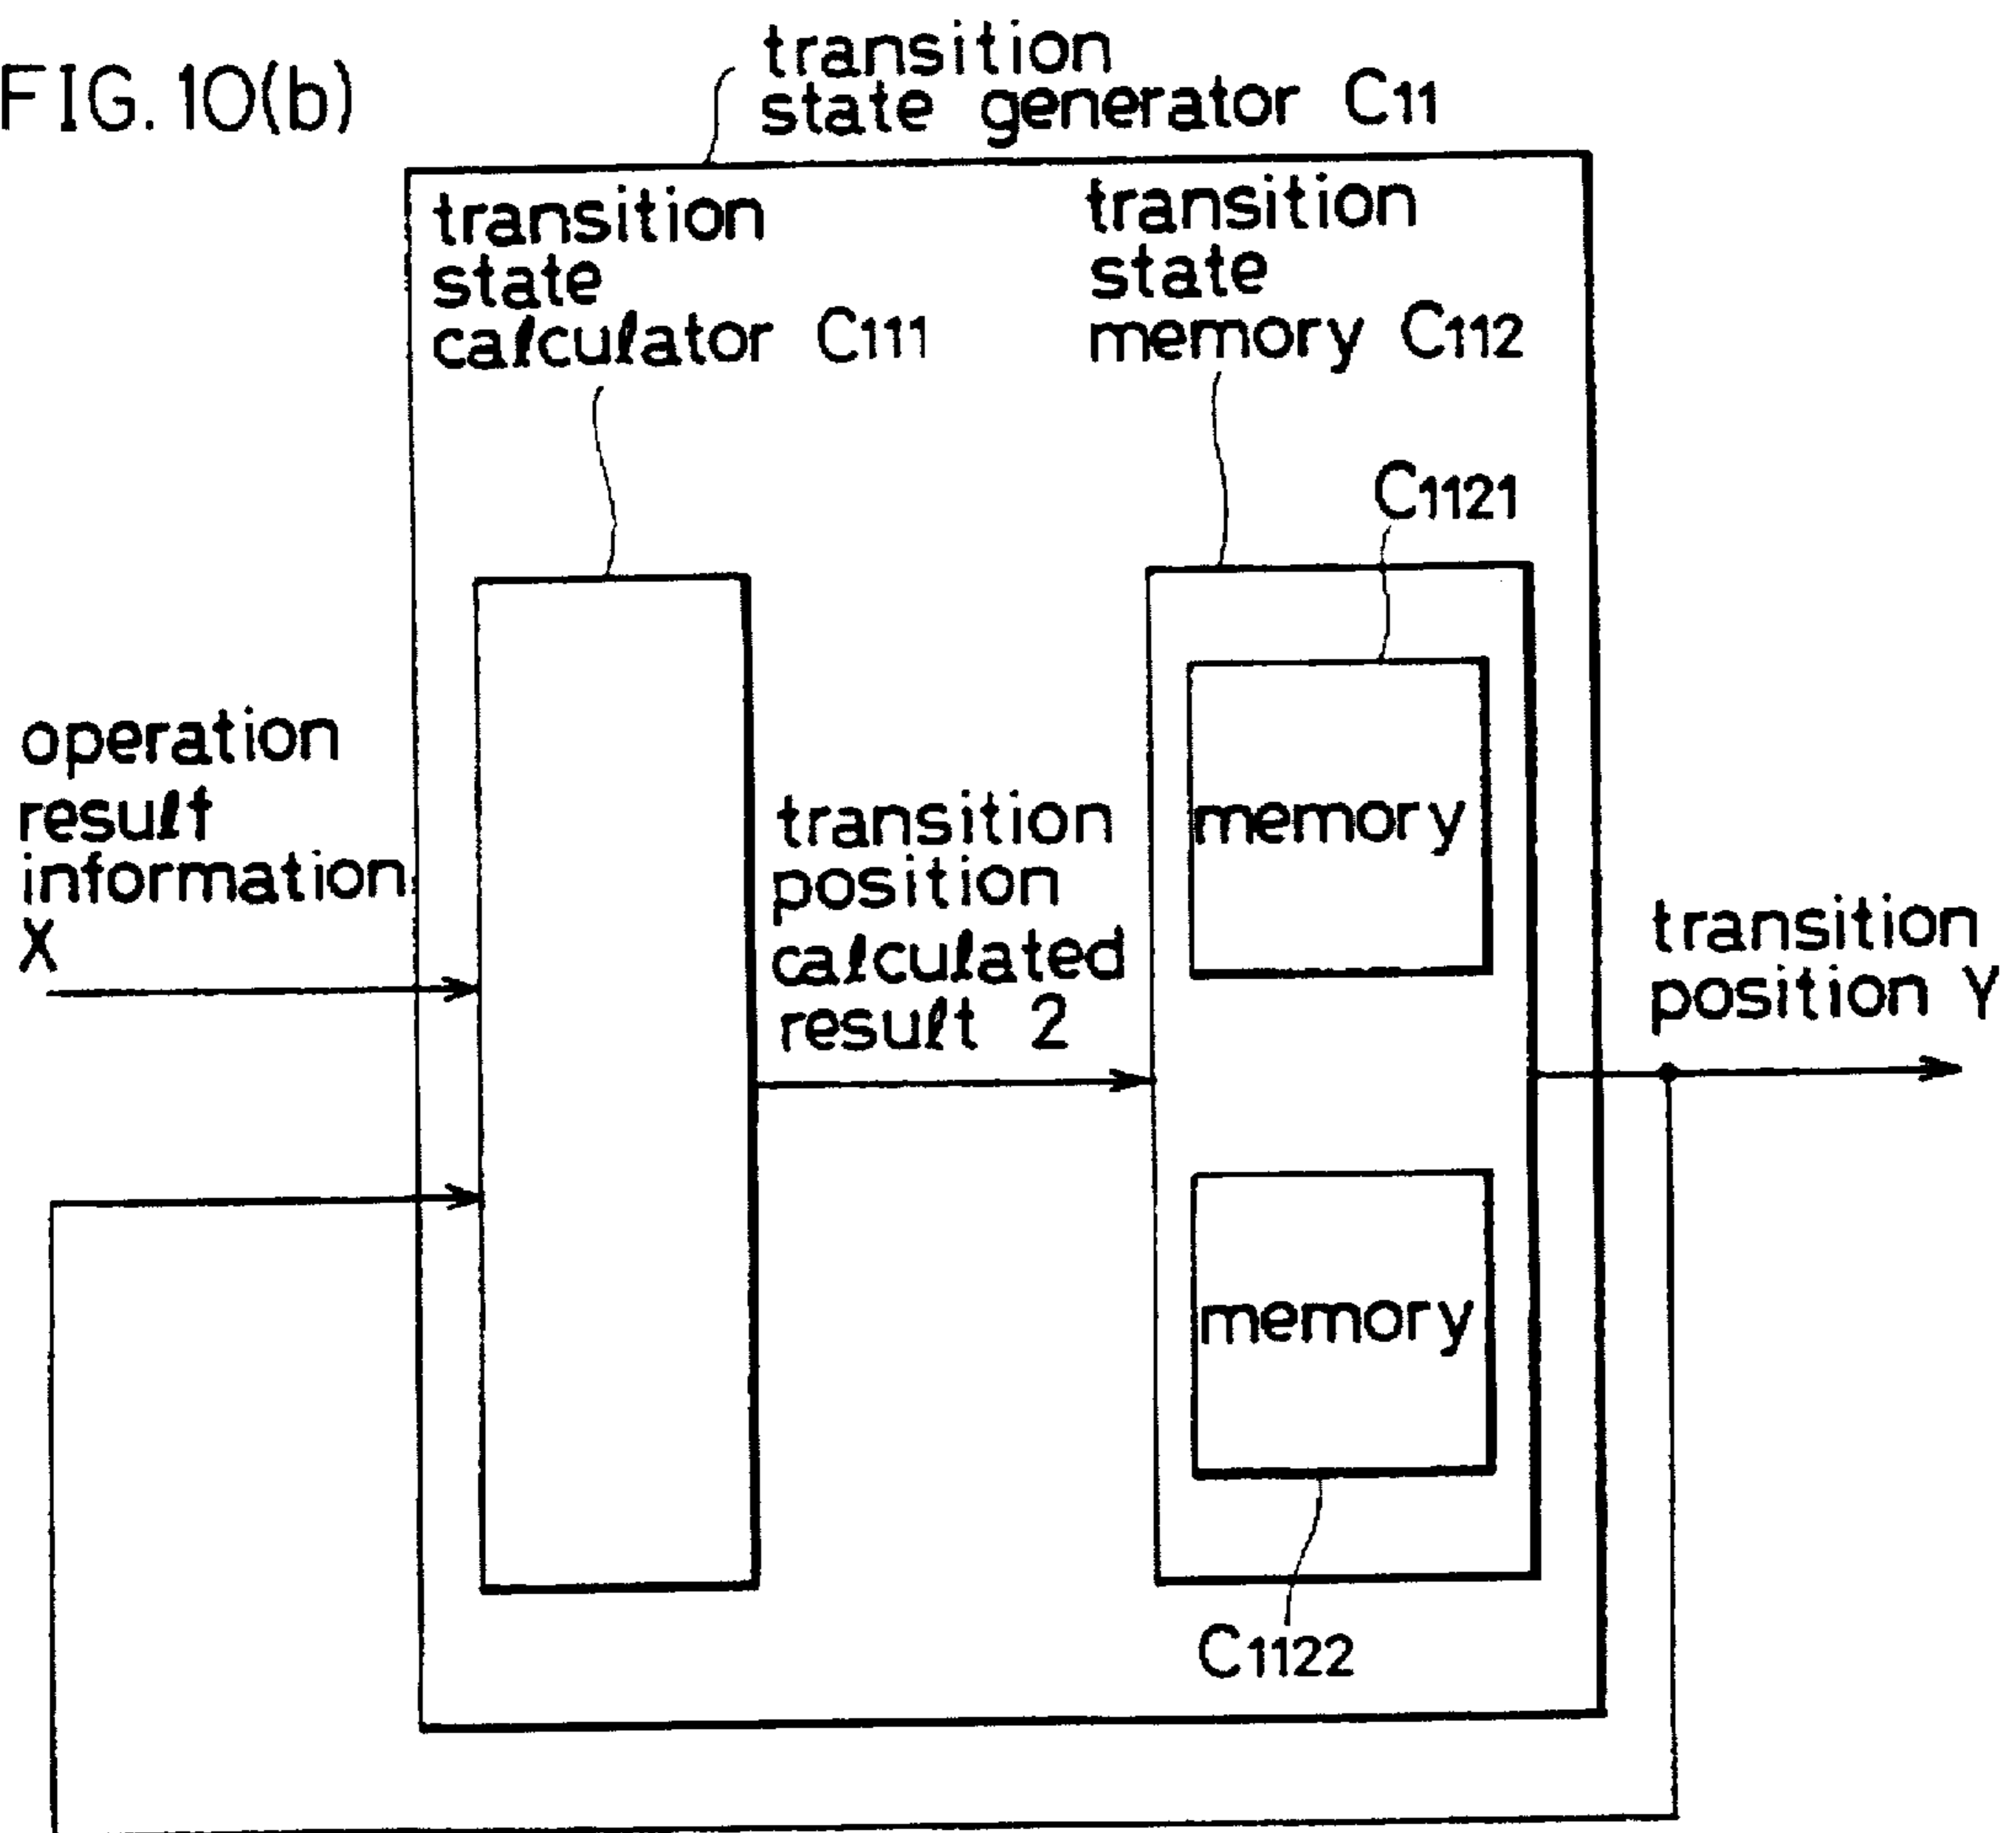 FIG. 10(b)
transition
state generator C11
transition
state
calculator C111
transition
state
memory C112
C1121
operation
result
information
X
transition
position
calculated
result 2
memory
transition
position Y
memory
C1122